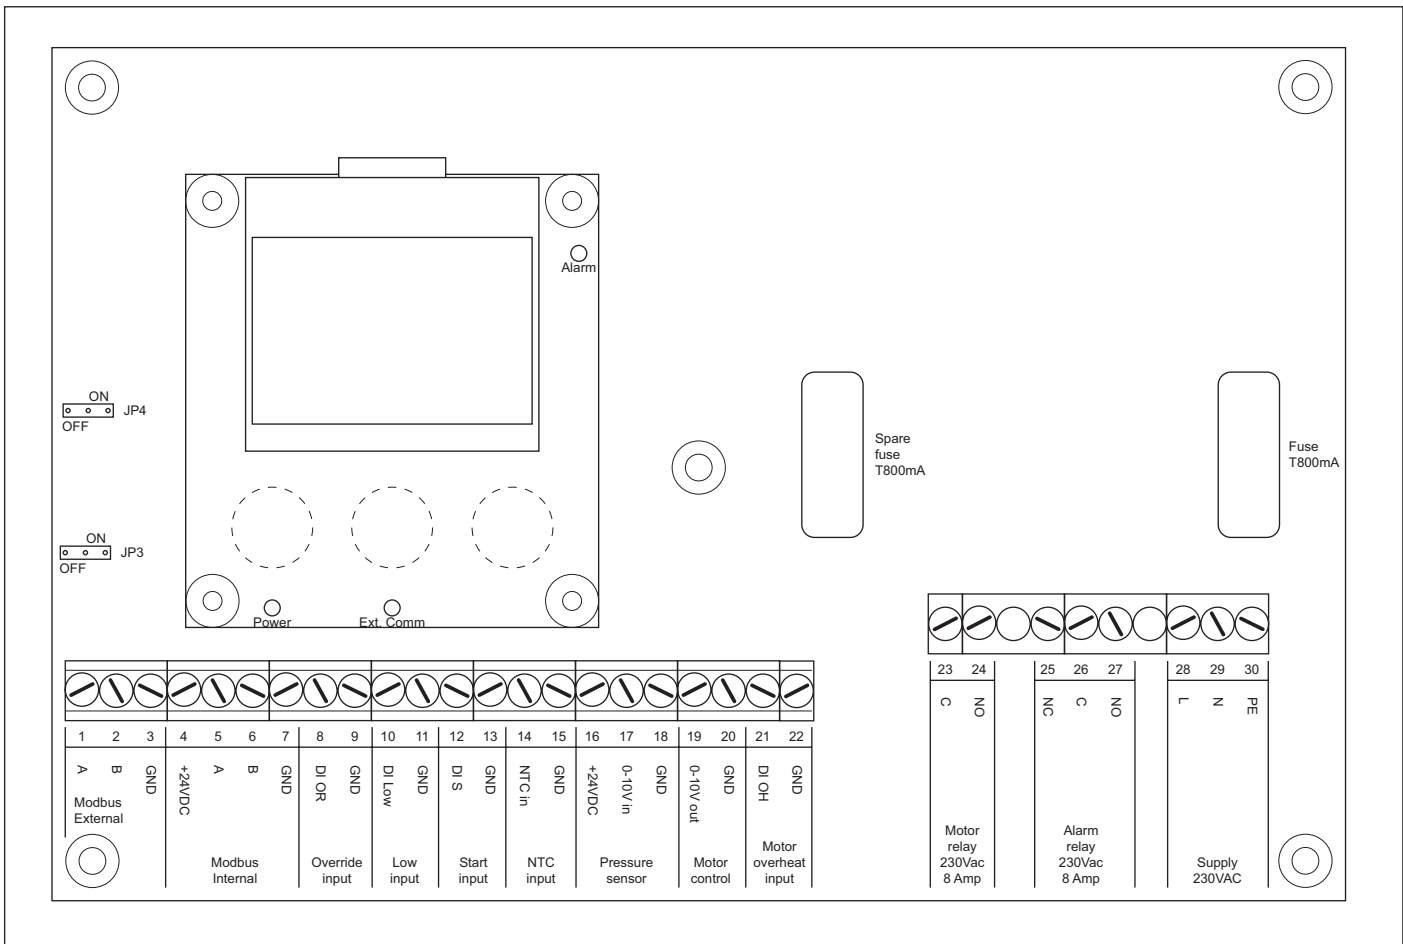 Alarm
ON
JP4
OFF
Spare
fuse
T800mA
Fuse
T800mA
ON
JP3
OFF
Power Ext. Comm
23 24 25 26 27 28 29 30
C NO NC C NO L N PE
1 2 3 4 5 6 7 8 9 10 11 12 13 14 15 16 17 18 19 20 21 22
A B GND +24VDC A B GND DI OR GND DI Low GND DI S GND NTC in GND +24VDC 0-10V in GND 0-10V out GND DI OH GND
Modbus
External
Modbus
Internal
Override
input
Low
input
Start
input
NTC
input
Pressure
sensor
Motor
control
Motor
overheat
input
Motor
relay
230Vac
8 Amp
Alarm
relay
230Vac
8 Amp
Supply
230VAC